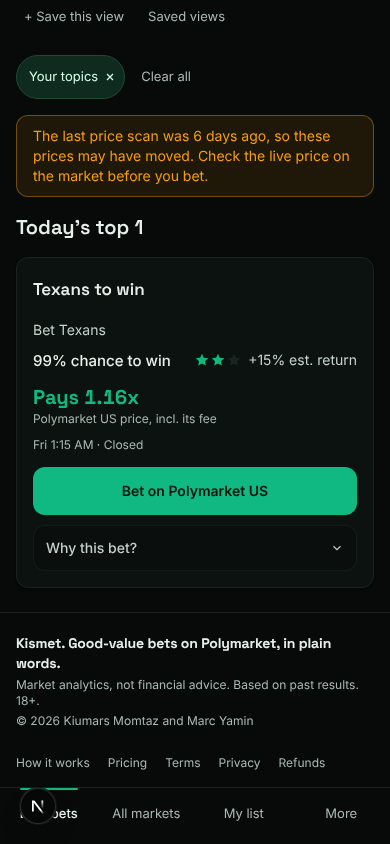 + Save this view Saved views
Your topics × Clear all
The last price scan was 6 days ago, so these
prices may have moved. Check the live price on
the market before you bet.
Today's top 1
Texans to win
Bet Texans
99% chance to win +15% est. return
Pays 1.16x
Polymarket US price, incl. its fee
Fri 1:15 AM · Closed
Bet on Polymarket US
Why this bet?
Kismet. Good-value bets on Polymarket, in plain
words.
Market analytics, not financial advice. Based on past results.
18+.
© 2026 Kiumars Momtaz and Marc Yamin
How it works Pricing Terms Privacy Refunds
N bets All markets My list More